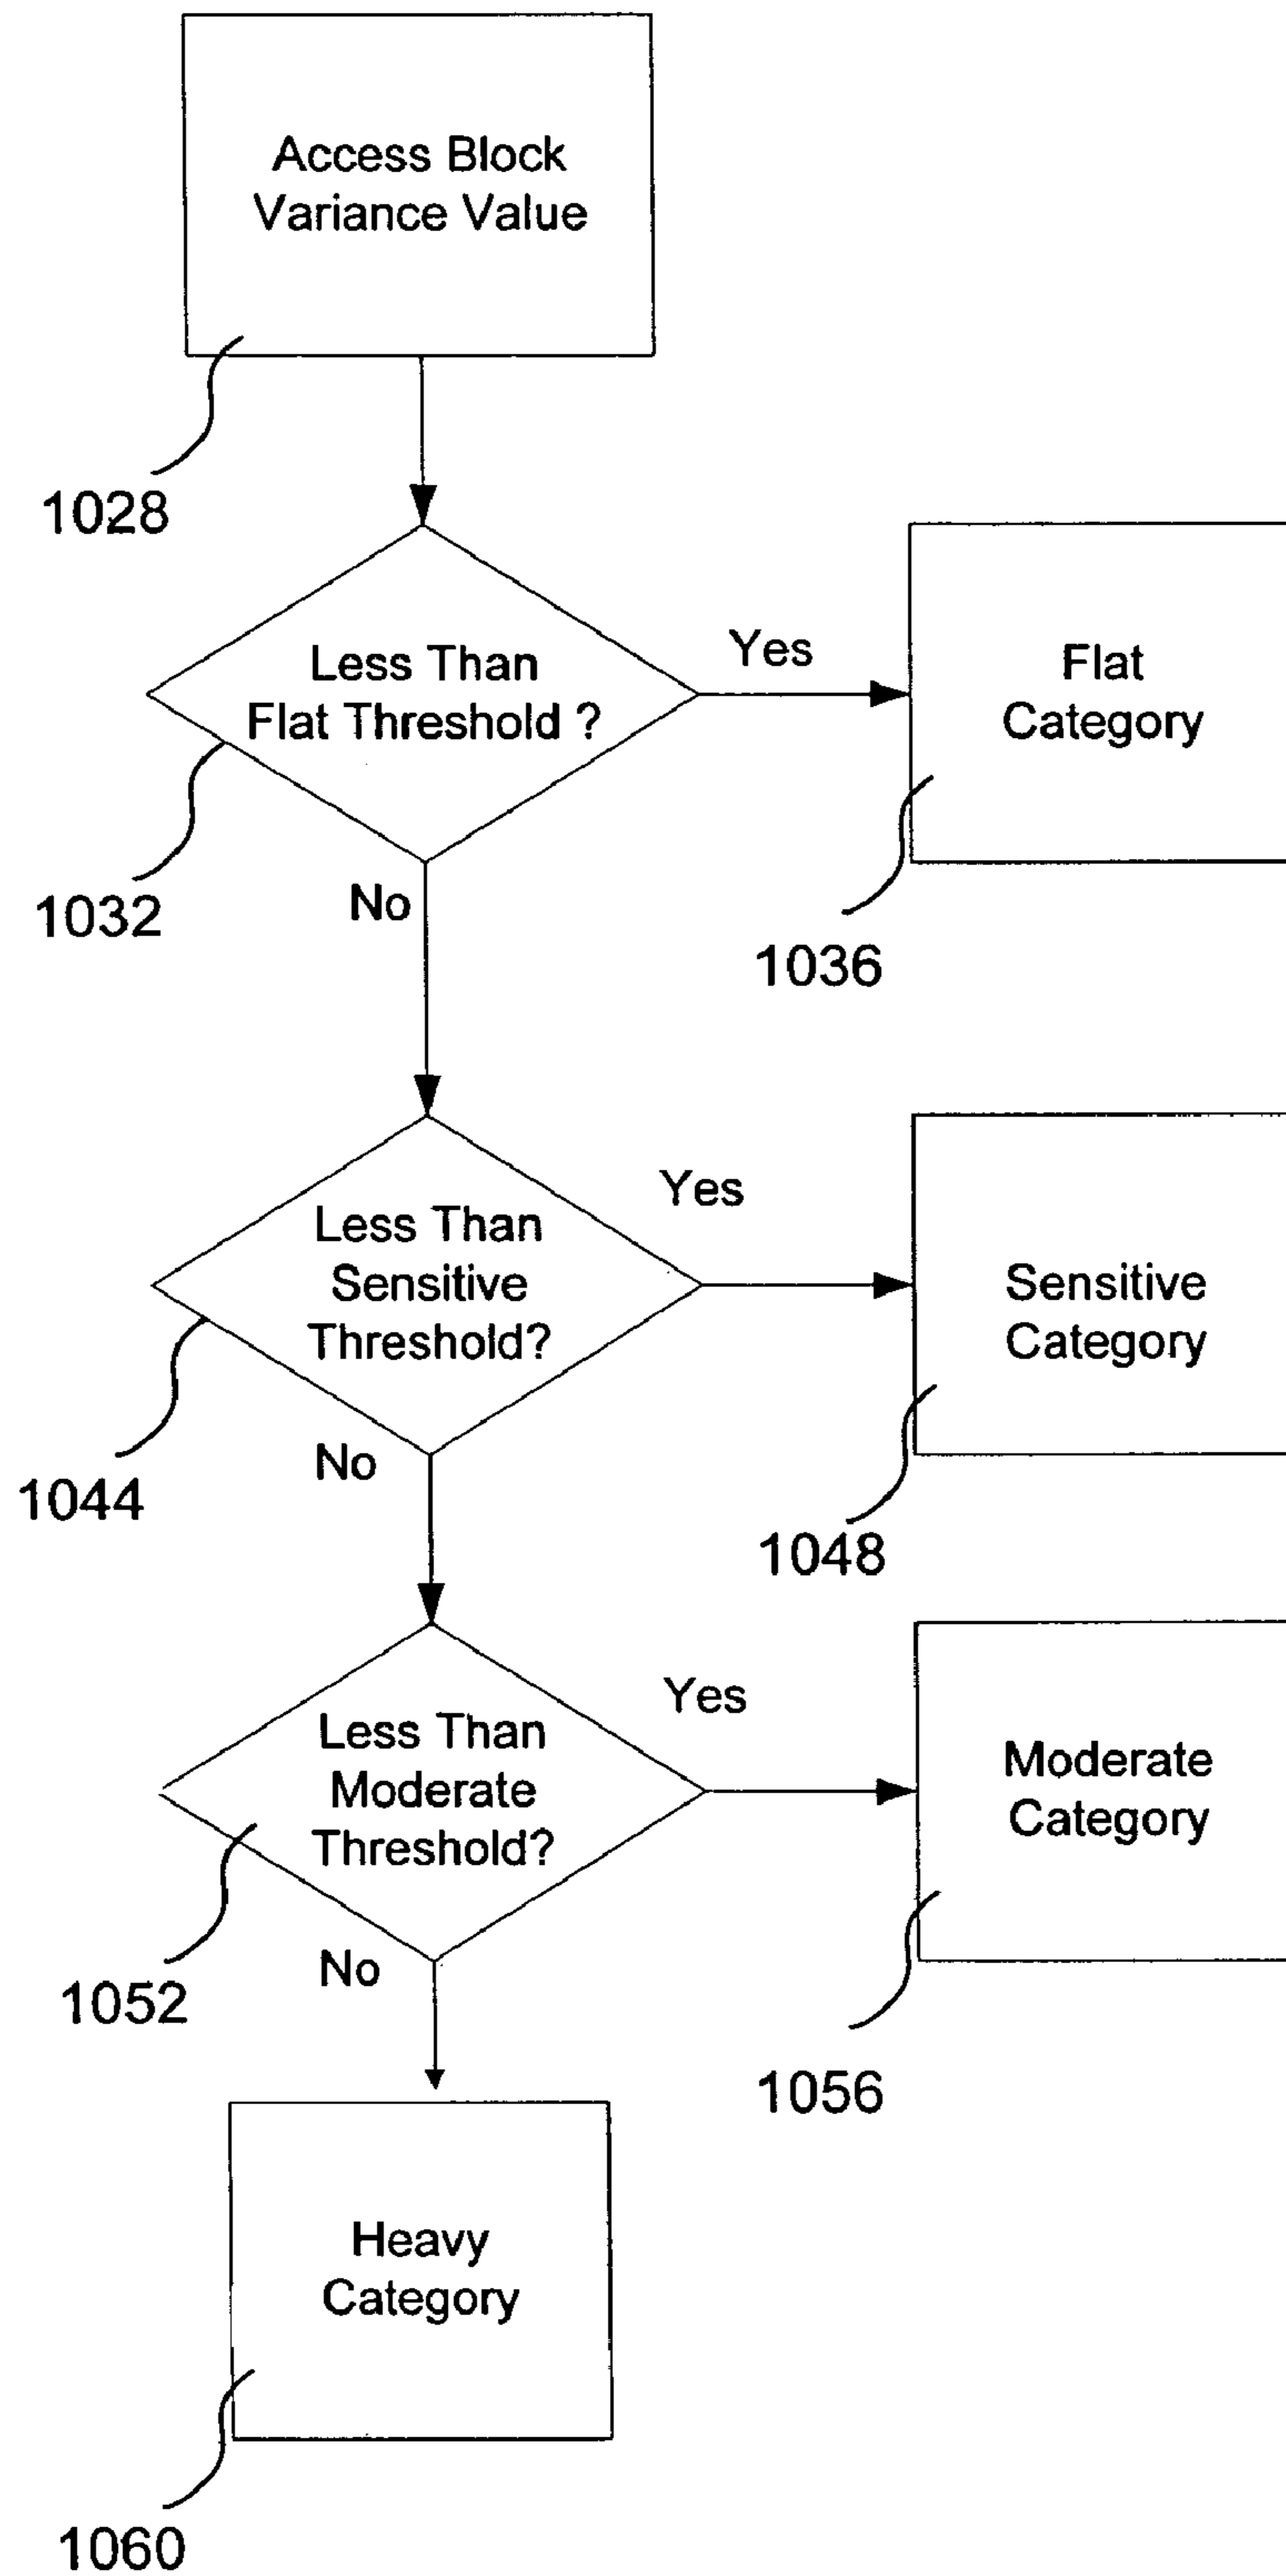 Access Block
Variance Value
1028
Less Than
Flat Threshold ?
Yes
Flat
Category
1032
No
1036
Less Than
Sensitive
Threshold?
Yes
Sensitive
Category
1044
No
1048
Less Than
Moderate
Threshold?
Yes
Moderate
Category
1052
No
1056
Heavy
Category
1060